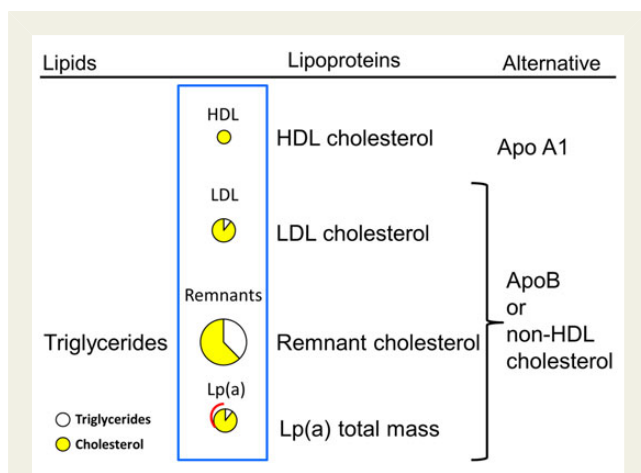 Lipids Lipoproteins Alternative
HDL
HDL cholesterol Apo A1
LDL
LDL cholesterol
ApoB
or
non-HDL
cholesterol
Remnants
Triglycerides Remnant cholesterol
Lp(a)
Lp(a) total mass
Triglycerides
Cholesterol